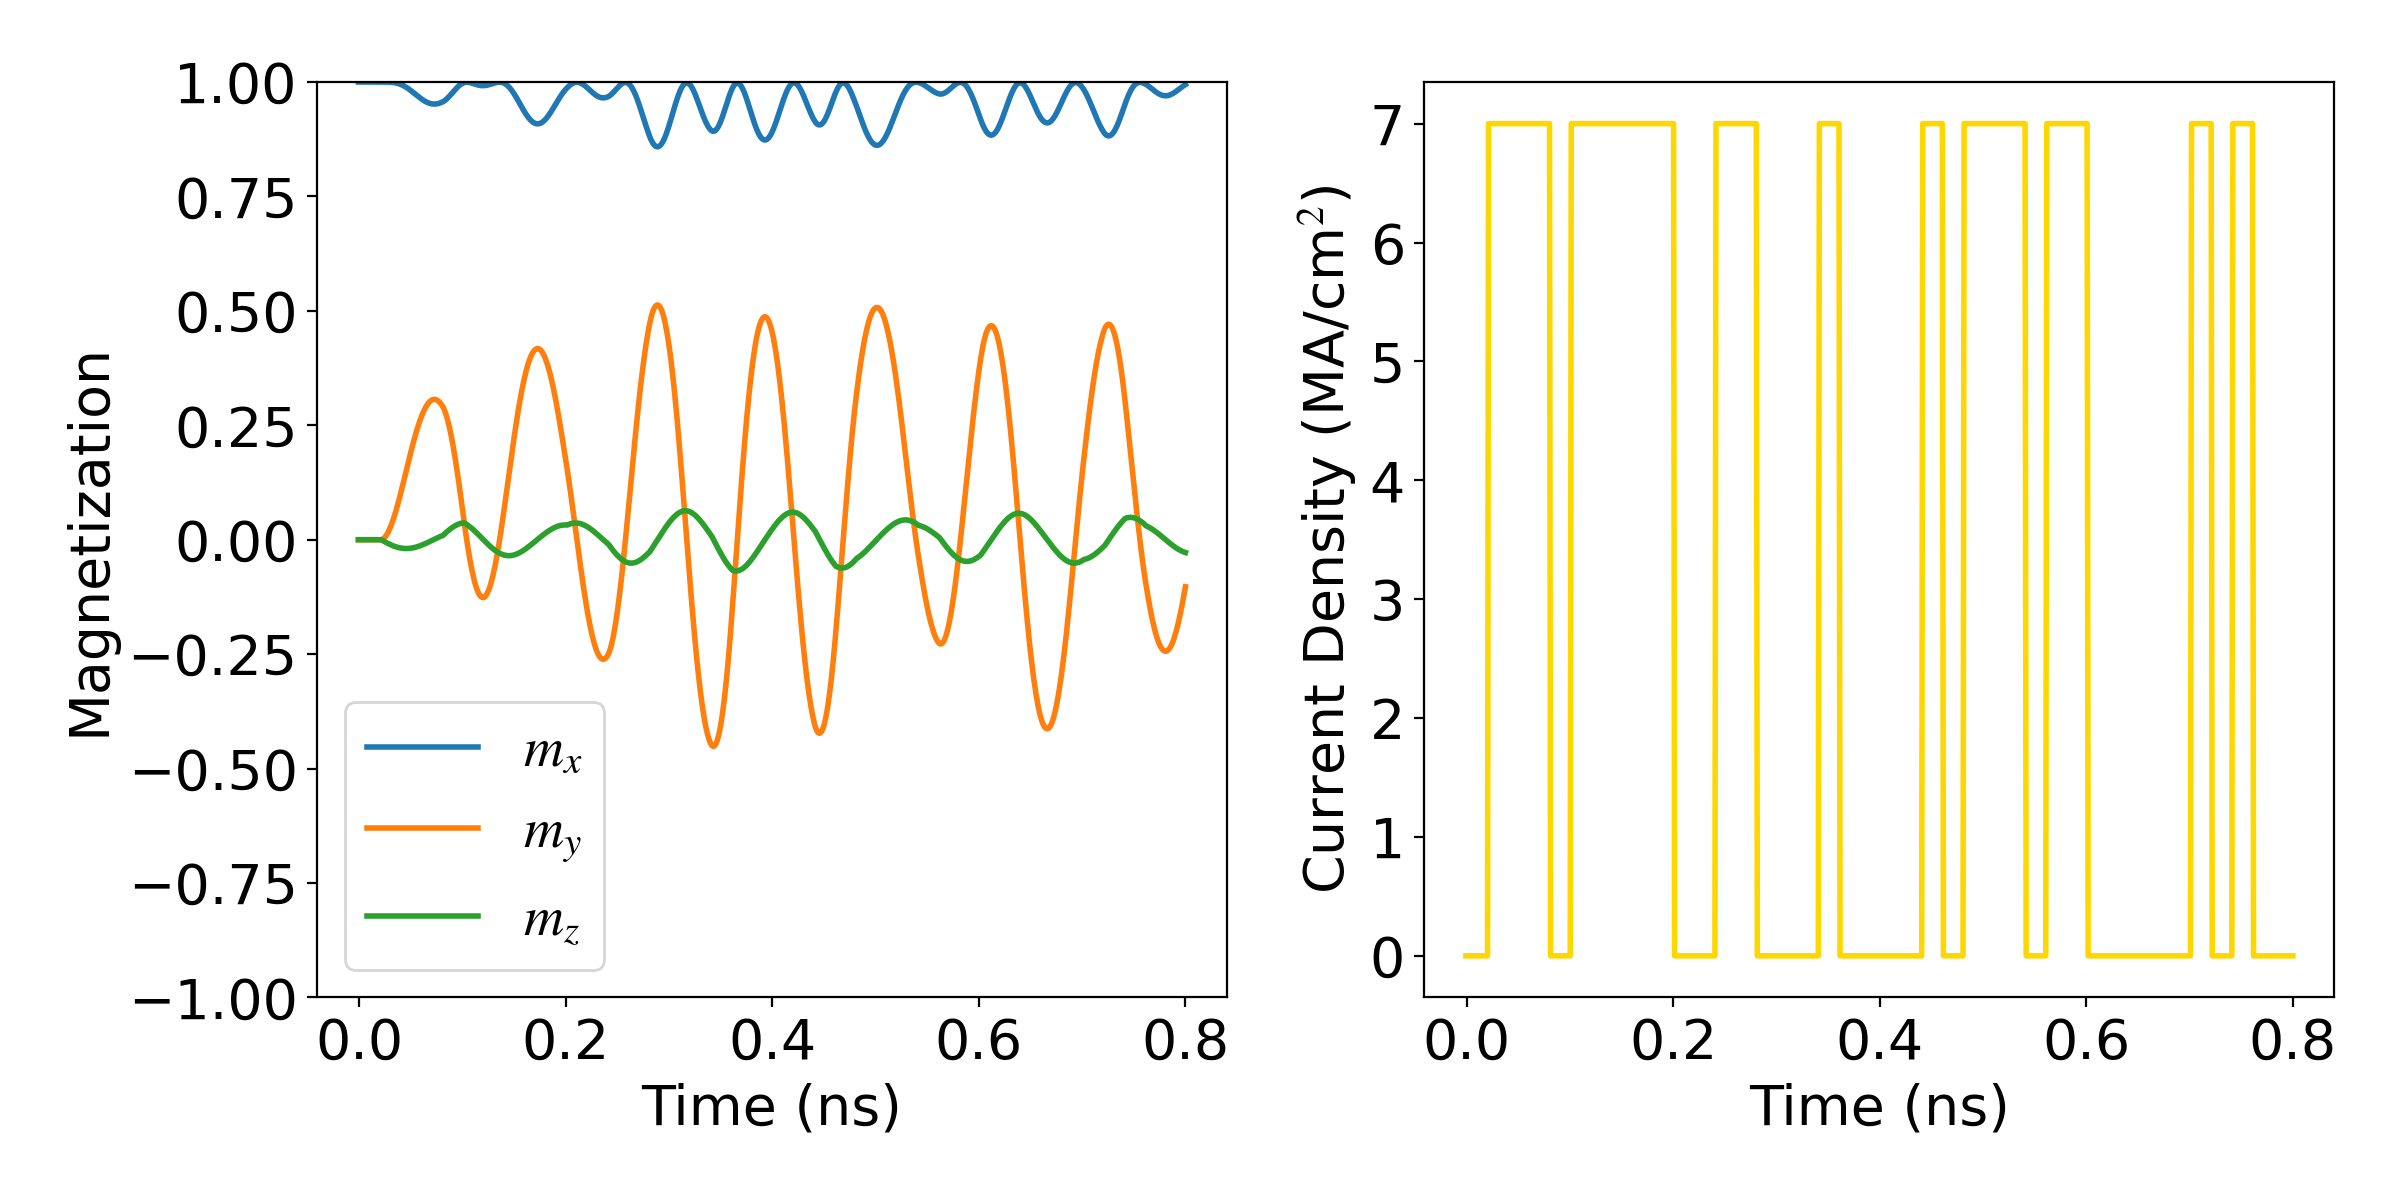 1.00
0.75
0.50
0.25
0.00
−0.25
−0.50
−0.75
−1.00
Magnetization
m_x
m_y
m_z
0.0 0.2 0.4 0.6 0.8
Time (ns)
7
6
5
4
3
2
1
0
Current Density (MA/cm²)
0.0 0.2 0.4 0.6 0.8
Time (ns)